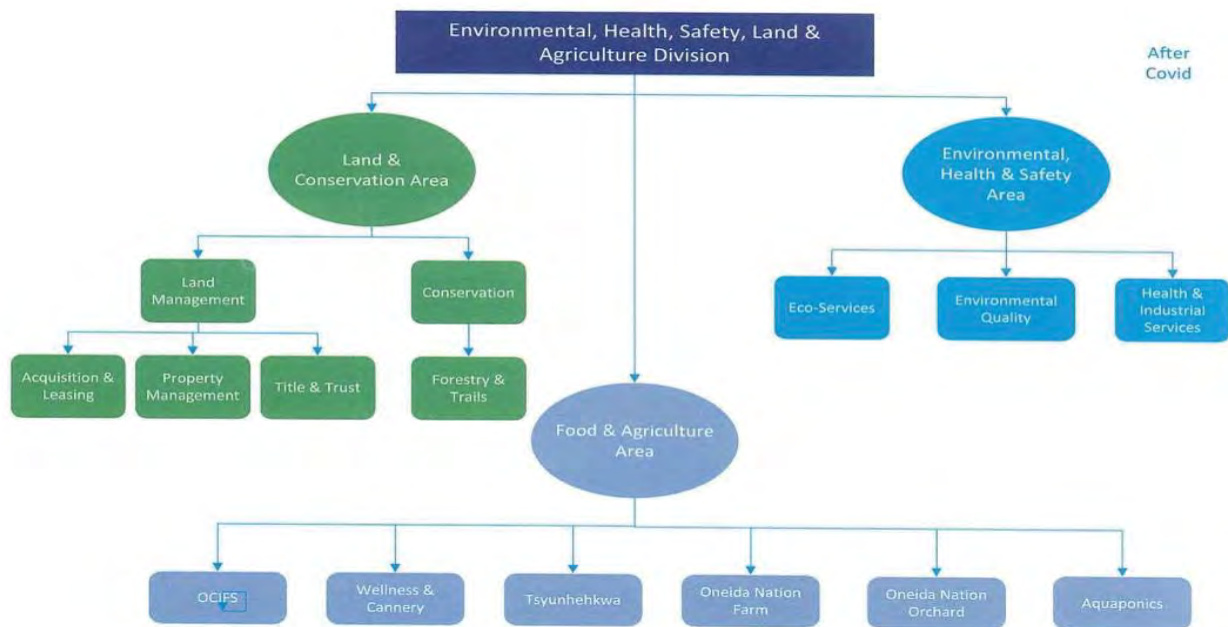 Environmental, Health, Safety, Land &
Agriculture Division
After
Covid
Land &
Conservation Area
Environmental,
Health & Safety
Area
Land
Management
Conservation
Eco-Services
Environmental
Quality
Health &
Industrial
Services
Acquisition &
Leasing
Property
Management
Title & Trust
Forestry &
Trails
Food & Agriculture
Area
OCIFS
Wellness &
Cannery
Tsyunhehkwa
Oneida Nation
Farm
Oneida Nation
Orchard
Aquaponics